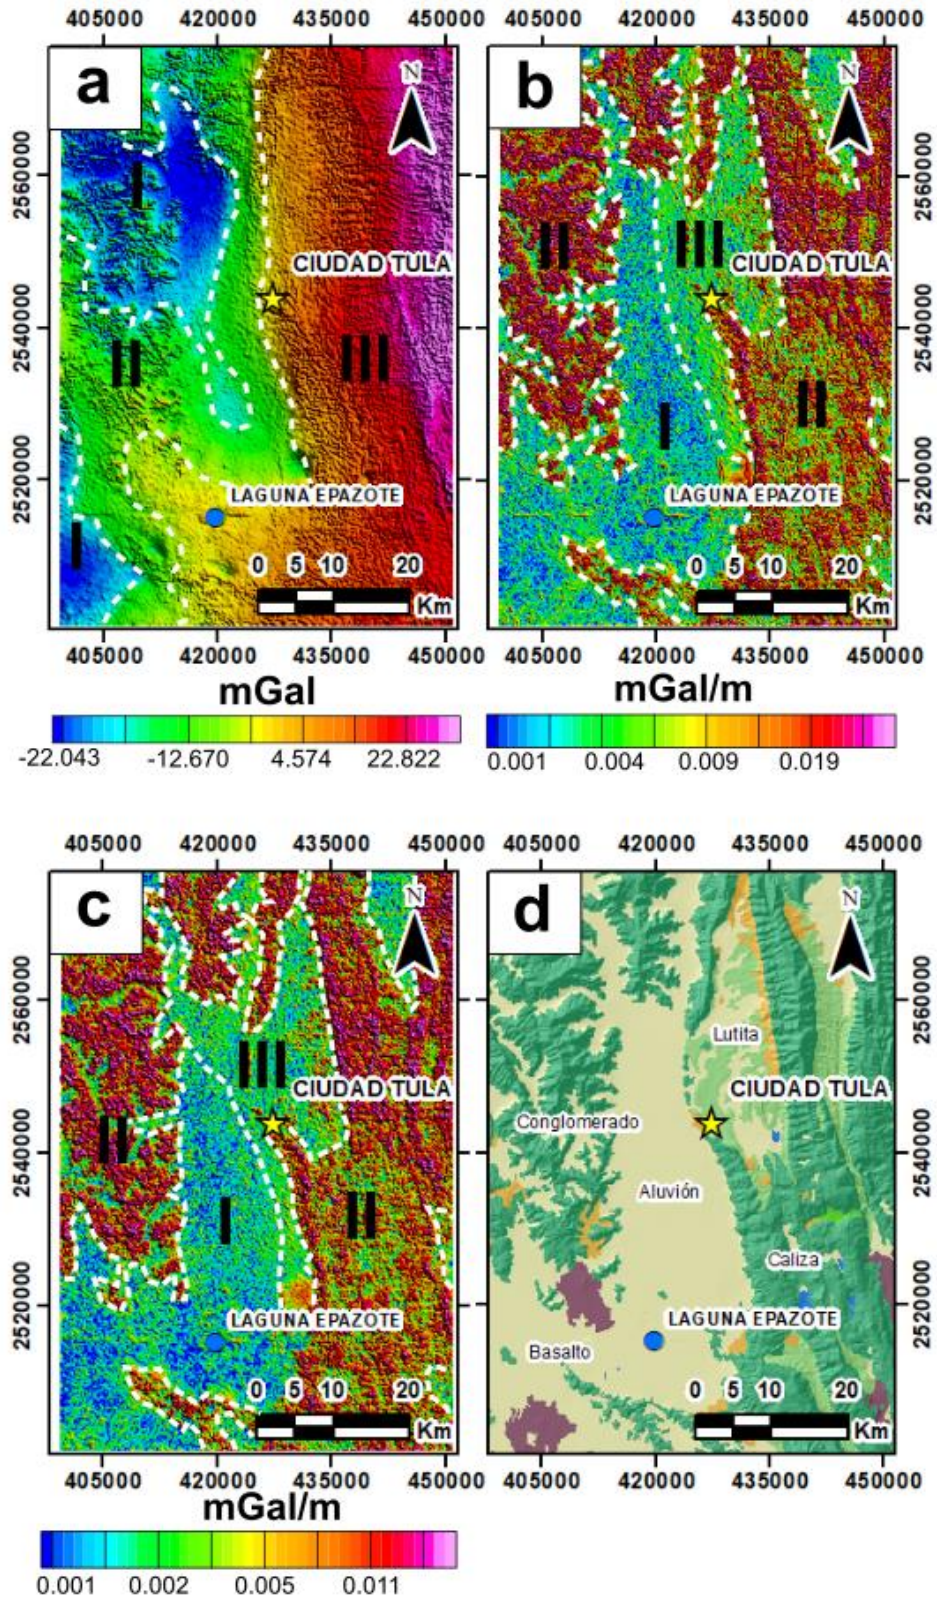 405000 420000 435000 450000 405000 420000 435000 450000
a N b N
2560000 I 2560000
II III
CIUDAD TULA CIUDAD TULA
2540000 II III 2540000
I II
2520000 LAGUNA EPAZOTE LAGUNA EPAZOTE 2520000
I
0 5 10 20 0 5 10 20
Km Km
405000 420000 435000 450000 405000 420000 435000 450000
mGal mGal/m
-22.043 -12.670 4.574 22.822 0.001 0.004 0.009 0.019
405000 420000 435000 450000 405000 420000 435000 450000
c N d N
2560000 2560000
III Lutita
CIUDAD TULA CIUDAD TULA
II Conglomerado
2540000 2540000
I II Aluvión
Caliza
2520000 LAGUNA EPAZOTE LAGUNA EPAZOTE 2520000
Basalto
0 5 10 20 0 5 10 20
Km Km
405000 420000 435000 450000 405000 420000 435000 450000
mGal/m
0.001 0.002 0.005 0.011